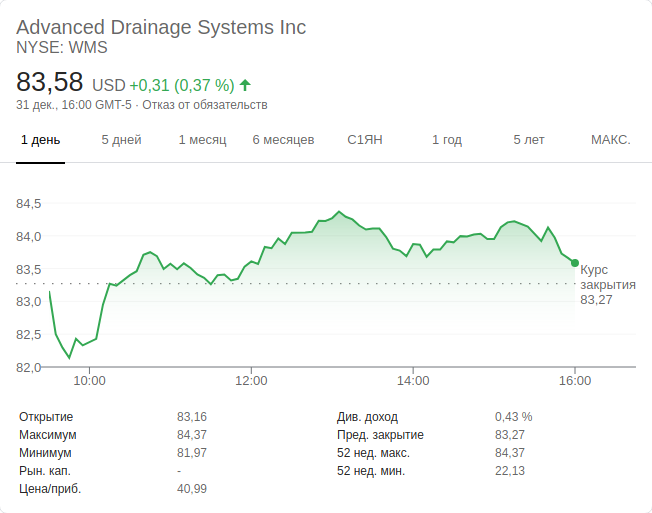 Advanced Drainage Systems Inc
NYSE: WMS
83,58 USD +0,31 (0,37 %)
31 дек., 16:00 GMT-5 · Отказ от обязательств
1 день 5 дней 1 месяц 6 месяцев С1ЯН 1 год 5 лет МАКС.
84,5
84,0
83,5
83,0
82,5
82,0
Курс
закрытия
83,27
10:00 12:00 14:00 16:00
Открытие 83,16
Максимум 84,37
Минимум 81,97
Рын. кап. -
Цена/приб. 40,99
Див. доход 0,43 %
Пред. закрытие 83,27
52 нед. макс. 84,37
52 нед. мин. 22,13